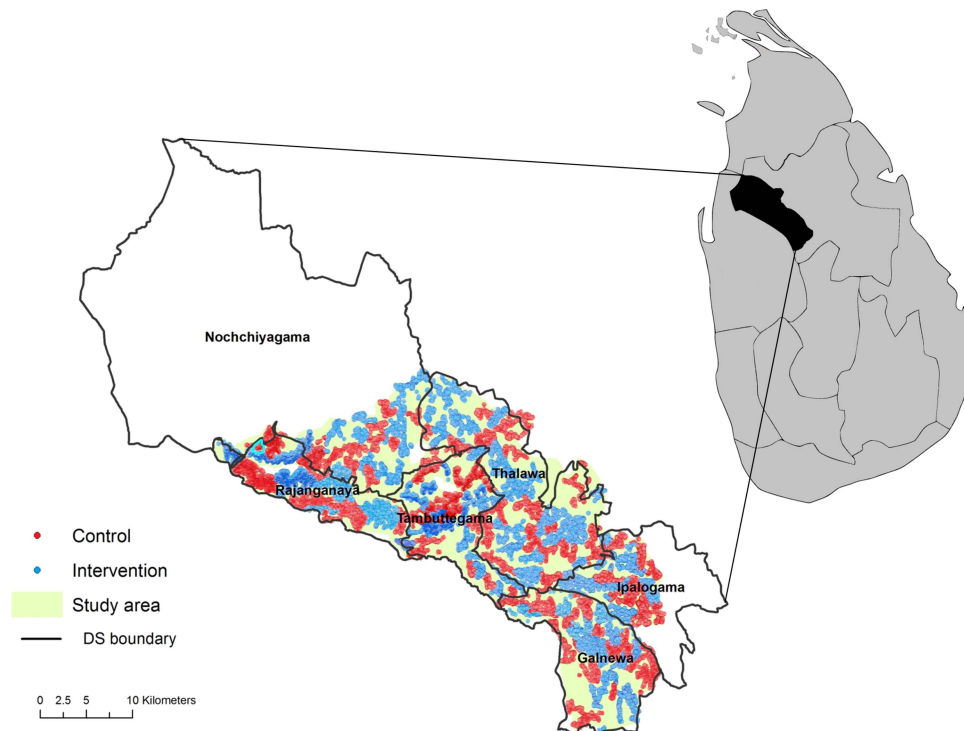 Nochchiyagama
Thalawa
Rajanganaya
Tambuttegama
Ipalogama
Galnewa
Control
Intervention
Study area
DS boundary
0 2.5 5 10 Kilometers